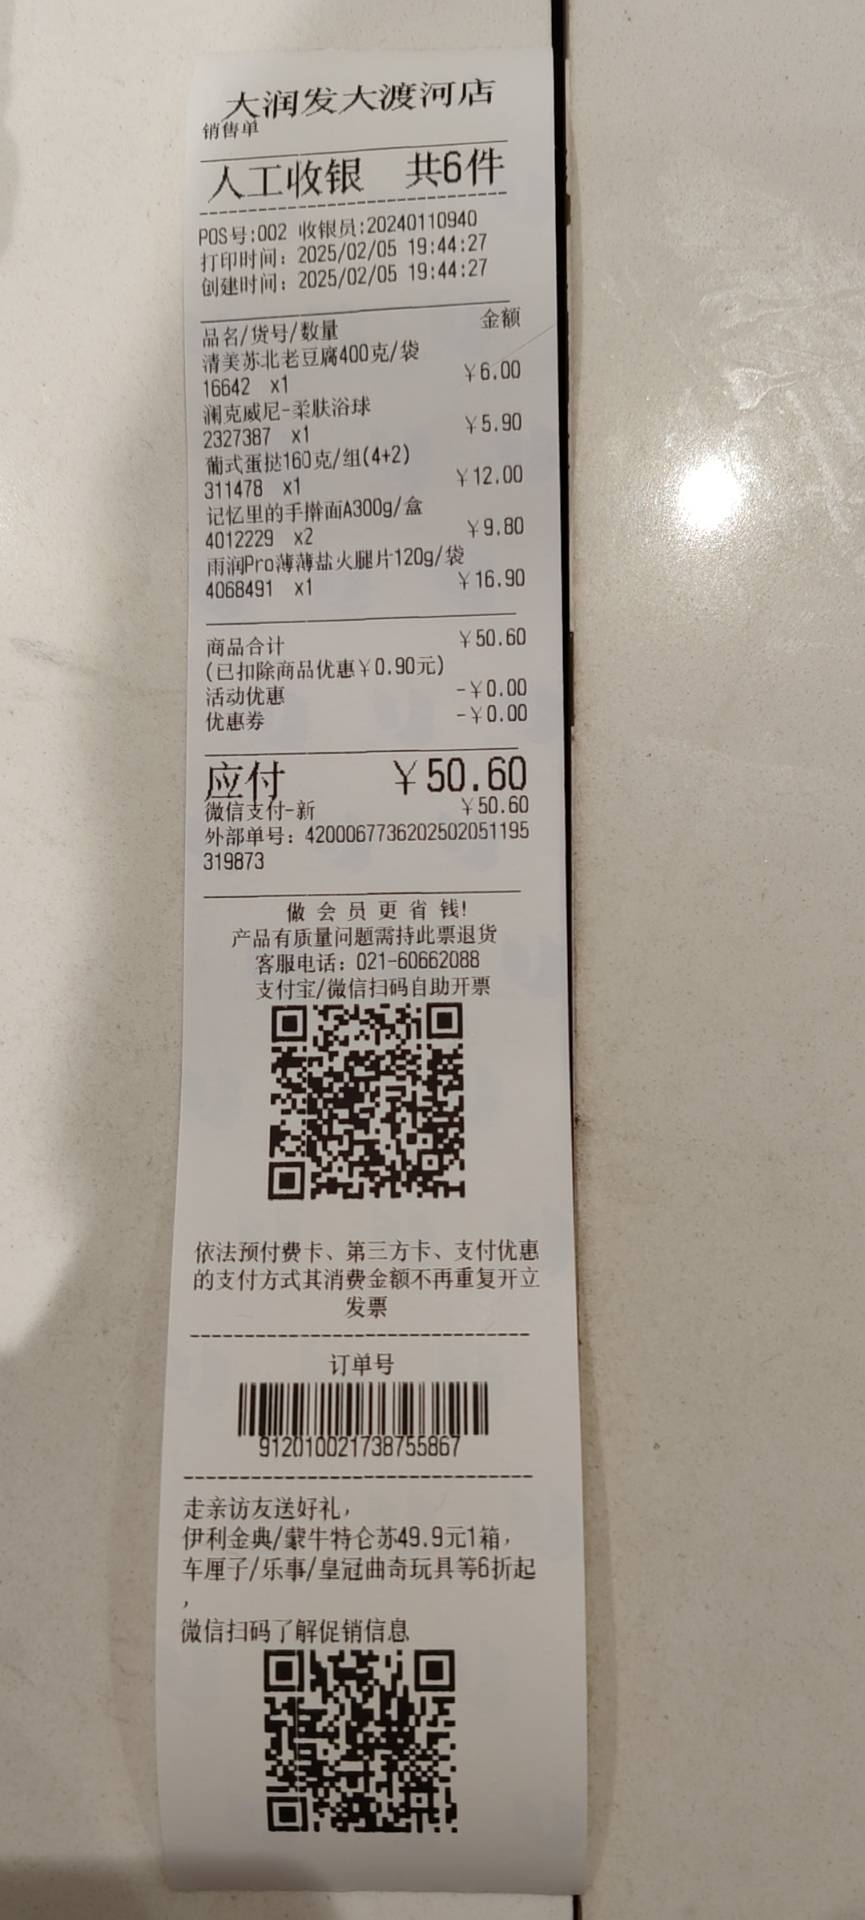 大润发大渡河店
销售单
人工收银 共6件
POS号:002 收银员:20240110940
打印时间: 2025/02/05 19:44:27
创建时间: 2025/02/05 19:44:27
品名/货号/数量 金额
清美苏北老豆腐400克/袋
16642 x1 ¥6.00
澜克威尼-柔肤浴球
2327387 x1 ¥5.90
葡式蛋挞160克/组(4+2)
311478 x1 ¥12.00
记忆里的手擀面A300g/盒
4012229 x2 ¥9.80
雨润Pro薄薄盐火腿片120g/袋
4068491 x1 ¥16.90
商品合计 ¥50.60
(已扣除商品优惠¥0.90元)
活动优惠 -¥0.00
优惠券 -¥0.00
应付 ¥50.60
微信支付-新 ¥50.60
外部单号: 4200067736202502051195
319873
做会员更省钱!
产品有质量问题需持此票退货
客服电话: 021-60662088
支付宝/微信扫码自助开票
依法预付费卡、第三方卡、支付优惠
的支付方式其消费金额不再重复开立
发票
订单号
912010021738755867
走亲访友送好礼,
伊利金典/蒙牛特仑苏49.9元1箱,
车厘子/乐事/皇冠曲奇玩具等6折起
,
微信扫码了解促销信息